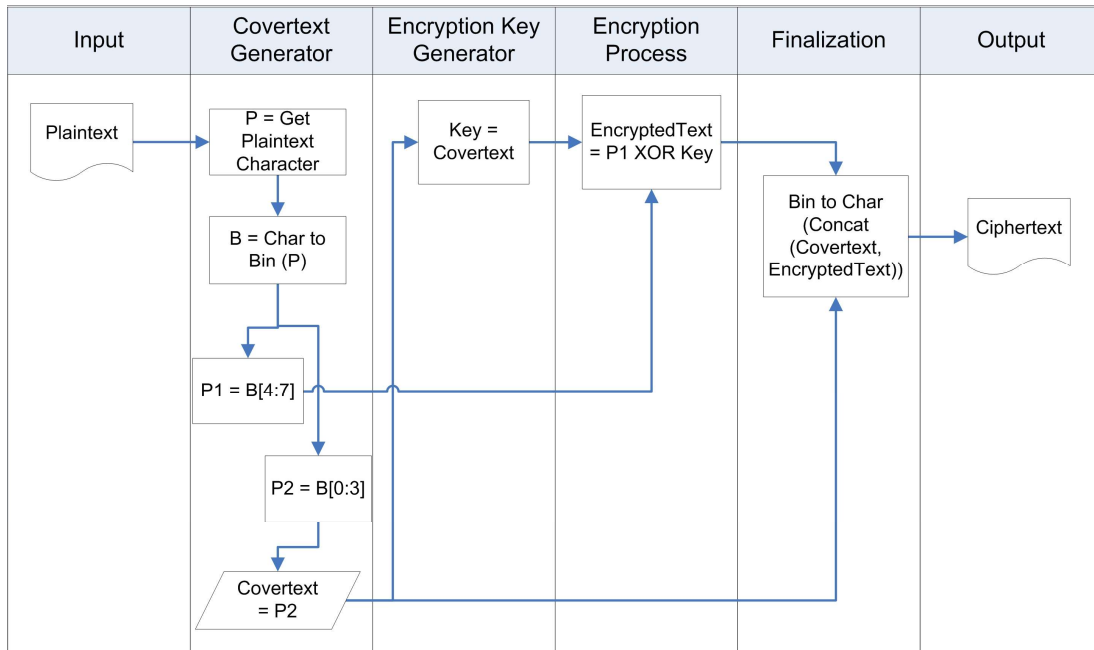 Input
Covertext
Generator
Encryption Key
Generator
Encryption
Process
Finalization
Output
Plaintext
P = Get
Plaintext
Character
B = Char to
Bin (P)
P1 = B[4:7]
P2 = B[0:3]
Covertext
= P2
Key =
Covertext
EncryptedText
= P1 XOR Key
Bin to Char
(Concat
(Covertext,
EncryptedText))
Ciphertext